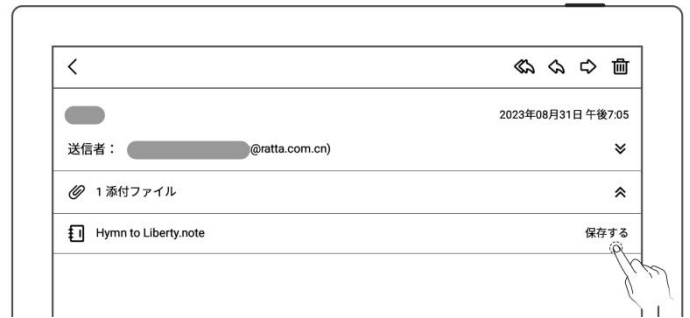 2023年08月31日 午後7:05
送信者： @ratta.com.cn)
1 添付ファイル
Hymn to Liberty.note
保存する